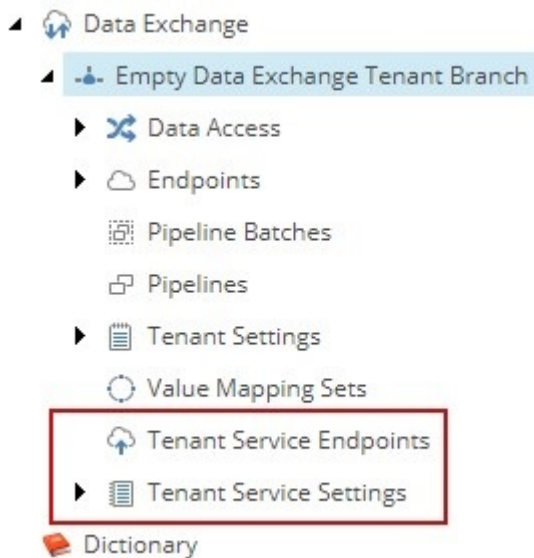 Data Exchange
Empty Data Exchange Tenant Branch
Data Access
Endpoints
Pipeline Batches
Pipelines
Tenant Settings
Value Mapping Sets
Tenant Service Endpoints
Tenant Service Settings
Dictionary